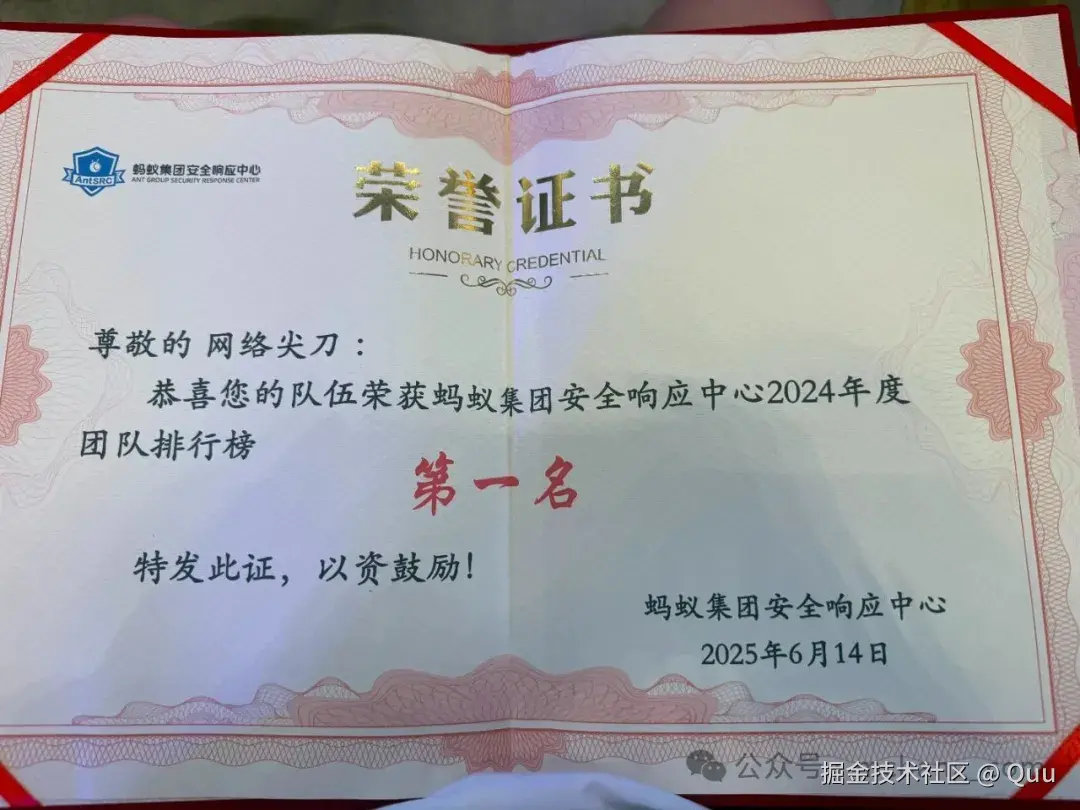 AntSRC
蚂蚁集团安全响应中心
ANT GROUP SECURITY RESPONSE CENTER
荣誉证书
HONORARY CREDENTIAL
尊敬的 网络尖刀：
恭喜您的队伍荣获蚂蚁集团安全响应中心2024年度
团队排行榜
第一名
特发此证，以资鼓励！
蚂蚁集团安全响应中心
2025年6月14日
公众号
掘金技术社区 @ Quu